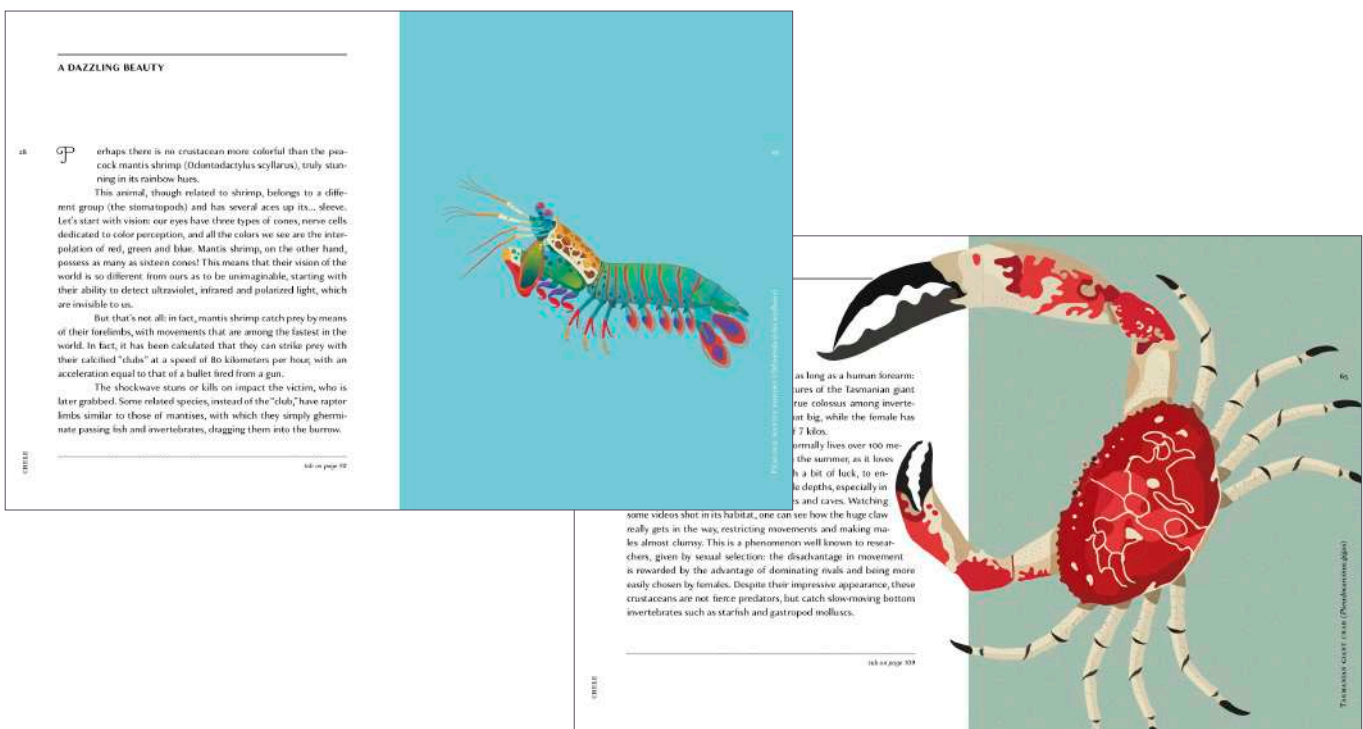 A DAZZLING BEAUTY
28
Perhaps there is no crustacean more colorful than the pea-
cock mantis shrimp (Odontodactylus scyllarus), truly stun-
ning in its rainbow hues.
This animal, though related to shrimp, belongs to a diffe-
rent group (the stomatopods) and has several aces up its... sleeve.
Let's start with vision: our eyes have three types of cones, nerve cells
dedicated to color perception, and all the colors we see are the inter-
polation of red, green and blue. Mantis shrimp, on the other hand,
possess as many as sixteen cones! This means that their vision of the
world is so different from ours as to be unimaginable, starting with
their ability to detect ultraviolet, infrared and polarized light, which
are invisible to us.
But that's not all: in fact, mantis shrimp catch prey by means
of their forelimbs, with movements that are among the fastest in the
world. In fact, it has been calculated that they can strike prey with
their calcified "clubs" at a speed of 80 kilometers per hour, with an
acceleration equal to that of a bullet fired from a gun.
The shockwave stuns or kills on impact the victim, who is
later grabbed. Some related species, instead of the "club," have raptor
limbs similar to those of mantises, with which they simply ghermi-
nate passing fish and invertebrates, dragging them into the burrow.
CHELE
tab on page 112
as long as a human forearm:
tures of the Tasmanian giant
rue colossus among inverte-
at big, while the female has
f 7 kilos.
ormally lives over 100 me-
the summer, as it loves
h a bit of luck, to en-
le depths, especially in
es and caves. Watching
some videos shot in its habitat, one can see how the huge claw
really gets in the way, restricting movements and making ma-
les almost clumsy. This is a phenomenon well known to resear-
chers, given by sexual selection: the disadvantage in movement
is rewarded by the advantage of dominating rivals and being more
easily chosen by females. Despite their impressive appearance, these
crustaceans are not fierce predators, but catch slow-moving bottom
invertebrates such as starfish and gastropod molluscs.
tab on page 109
CHELE
65
TASMANIAN GIANT CRAB (Pseudocarcinus gigas)